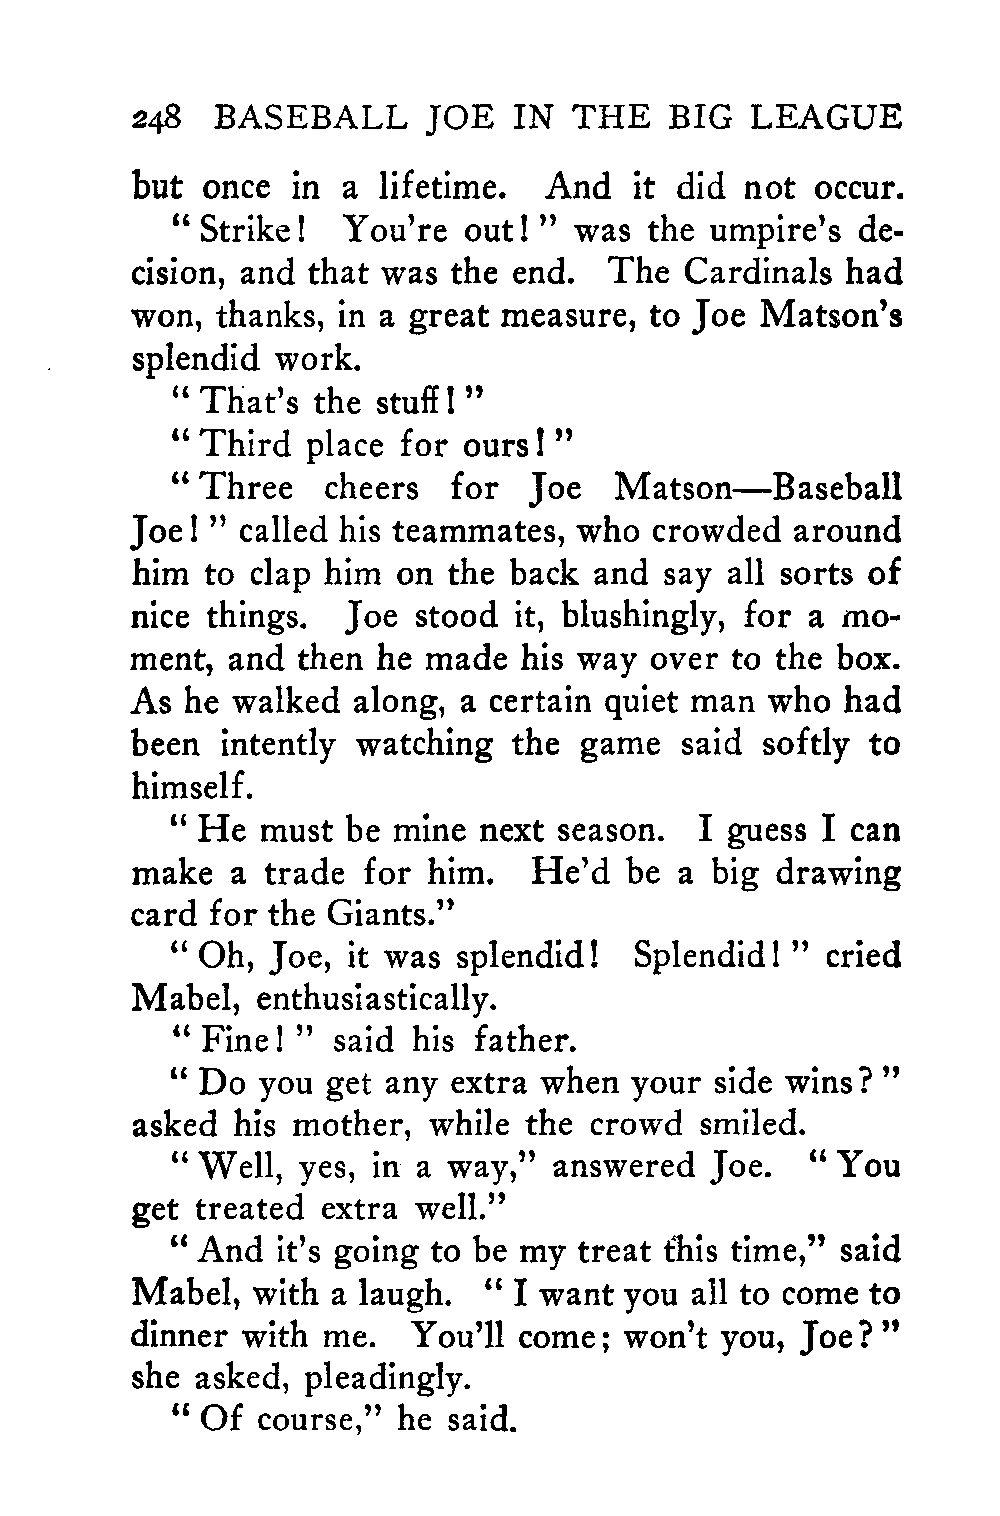 248 BASEBALL JOE IN THE BIG LEAGUE
but once in a lifetime. And it did not occur.
“ Strike! You’re out! ” was the umpire’s de-
cision, and that was the end. The Cardinals had
won, thanks, in a great measure, to Joe Matson’s
splendid work.
“ That’s the stuff! ”
“ Third place for ours! ”
“ Three cheers for Joe Matson—Baseball
Joe! ” called his teammates, who crowded around
him to clap him on the back and say all sorts of
nice things. Joe stood it, blushingly, for a mo-
ment, and then he made his way over to the box.
As he walked along, a certain quiet man who had
been intently watching the game said softly to
himself.
“ He must be mine next season. I guess I can
make a trade for him. He’d be a big drawing
card for the Giants.”
“ Oh, Joe, it was splendid! Splendid! ” cried
Mabel, enthusiastically.
“ Fine! ” said his father.
“ Do you get any extra when your side wins? ”
asked his mother, while the crowd smiled.
“ Well, yes, in a way,” answered Joe. “ You
get treated extra well.”
“ And it’s going to be my treat this time,” said
Mabel, with a laugh. “ I want you all to come to
dinner with me. You’ll come; won’t you, Joe? ”
she asked, pleadingly.
“ Of course,” he said.